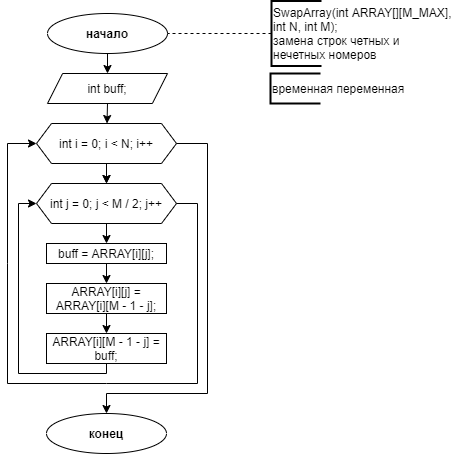 начало
SwapArray(int ARRAY[][M_MAX],
int N, int M);
замена строк четных и
нечетных номеров
int buff;
временная переменная
int i = 0; i < N; i++
int j = 0; j < M / 2; j++
buff = ARRAY[i][j];
ARRAY[i][j] =
ARRAY[i][M - 1 - j];
ARRAY[i][M - 1 - j] =
buff;
конец